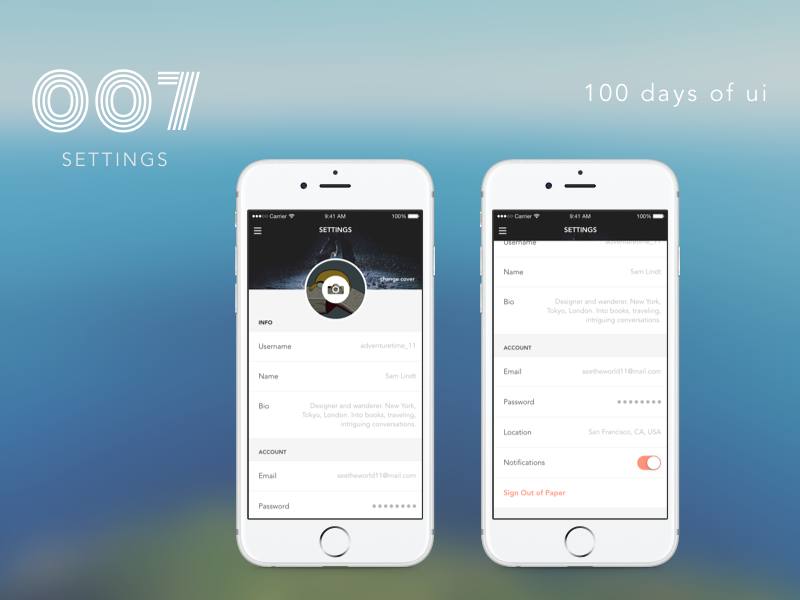 007
SETTINGS
100 days of ui
Carrier 9:41 AM 100%
SETTINGS
change cover
INFO
Username adventuretime_11
Name Sam Lindt
Bio Designer and wanderer. New York,
Tokyo, London. Into books, traveling,
intriguing conversations.
ACCOUNT
Email seetheworld11@mail.com
Password
Carrier 9:41 AM 100%
SETTINGS
Username adventuretime_11
Name Sam Lindt
Bio Designer and wanderer. New York,
Tokyo, London. Into books, traveling,
intriguing conversations.
ACCOUNT
Email seetheworld11@mail.com
Password
Location San Francisco, CA, USA
Notifications
Sign Out of Paper